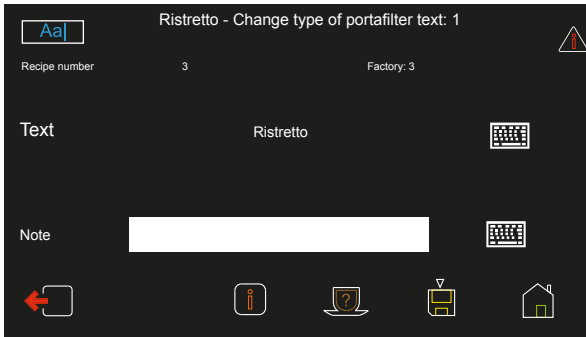 Aa|
Ristretto - Change type of portafilter text: 1
Recipe number 3 Factory: 3
Text Ristretto
Note